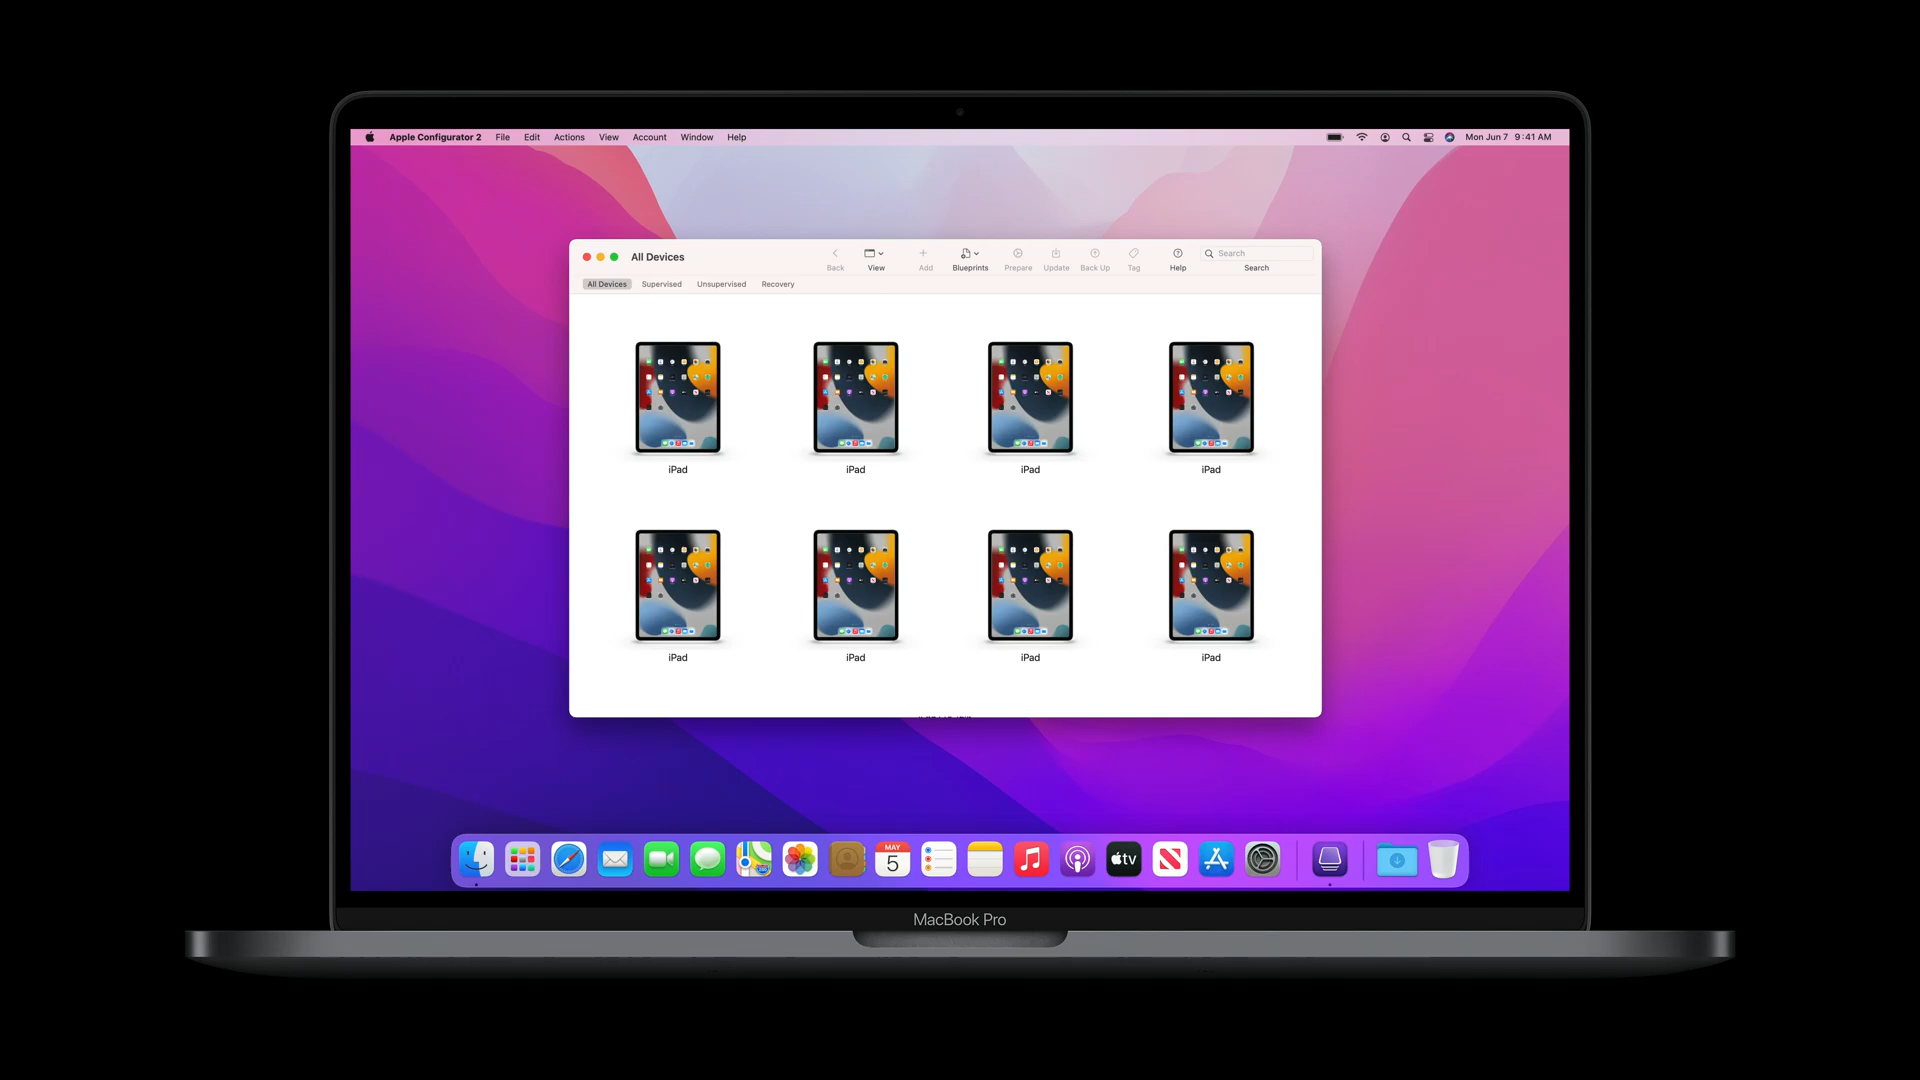 Apple Configurator 2 File Edit Actions View Account Window Help Mon Jun 7 9:41 AM
All Devices
Back View Add Blueprints Prepare Update Back Up Tag Help Search
Search
All Devices Supervised Unsupervised Recovery
iPad iPad iPad iPad
iPad iPad iPad iPad
MAY
5
tv
MacBook Pro